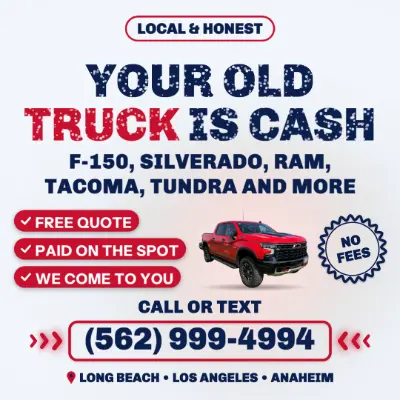 LOCAL & HONEST
YOUR OLD
TRUCK IS CASH
F-150, SILVERADO, RAM,
TACOMA, TUNDRA AND MORE
FREE QUOTE
PAID ON THE SPOT
WE COME TO YOU
NO
FEES
CALL OR TEXT
(562) 999-4994
LONG BEACH • LOS ANGELES • ANAHEIM